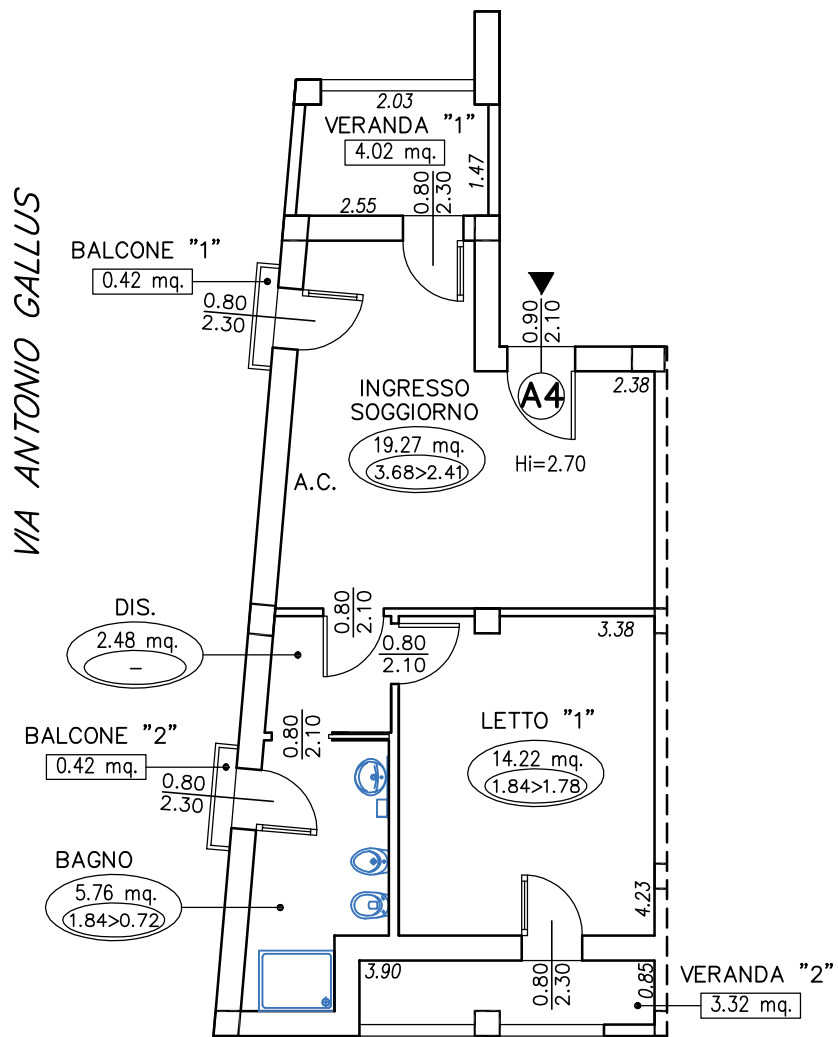 2.03
VERANDA "1"
4.02 mq.
1.47
2.55
0.80
2.30
VIA ANTONIO GALLUS
BALCONE "1"
0.42 mq.
0.80
2.30
0.90
2.10
A4
2.38
INGRESSO
SOGGIORNO
19.27 mq.
3.68>2.41
Hi=2.70
A.C.
DIS.
2.48 mq.
–
0.80
2.10
0.80
2.10
3.38
0.80
2.10
BALCONE "2"
0.42 mq.
0.80
2.30
LETTO "1"
14.22 mq.
1.84>1.78
BAGNO
5.76 mq.
1.84>0.72
4.23
3.90
0.80
2.30
0.85
VERANDA "2"
3.32 mq.